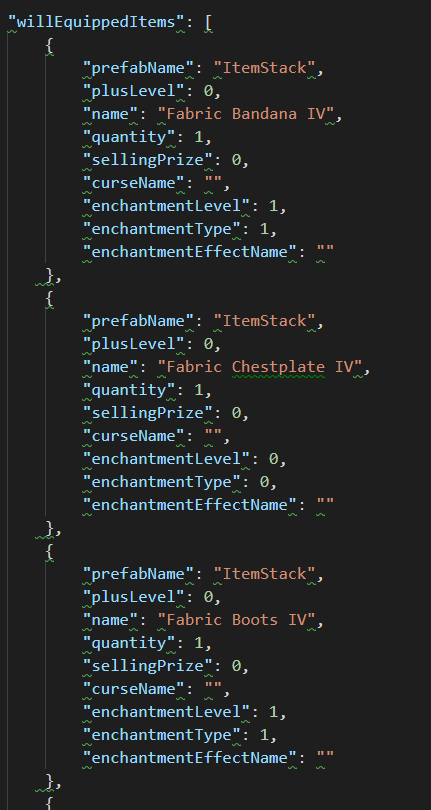 "willEquippedItems": [
{
"prefabName": "ItemStack",
"plusLevel": 0,
"name": "Fabric Bandana IV",
"quantity": 1,
"sellingPrize": 0,
"curseName": "",
"enchantmentLevel": 1,
"enchantmentType": 1,
"enchantmentEffectName": ""
},
{
"prefabName": "ItemStack",
"plusLevel": 0,
"name": "Fabric Chestplate IV",
"quantity": 1,
"sellingPrize": 0,
"curseName": "",
"enchantmentLevel": 0,
"enchantmentType": 0,
"enchantmentEffectName": ""
},
{
"prefabName": "ItemStack",
"plusLevel": 0,
"name": "Fabric Boots IV",
"quantity": 1,
"sellingPrize": 0,
"curseName": "",
"enchantmentLevel": 1,
"enchantmentType": 1,
"enchantmentEffectName": ""
},
{